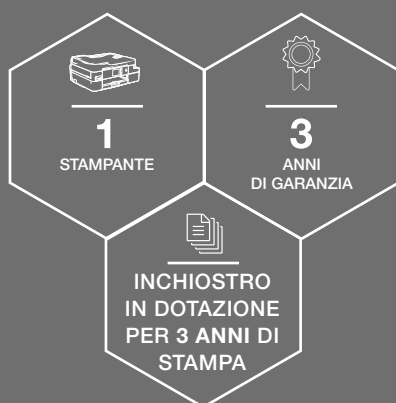 1
STAMPANTE
3
ANNI
DI GARANZIA
INCHIOSTRO
IN DOTAZIONE
PER 3 ANNI DI
STAMPA